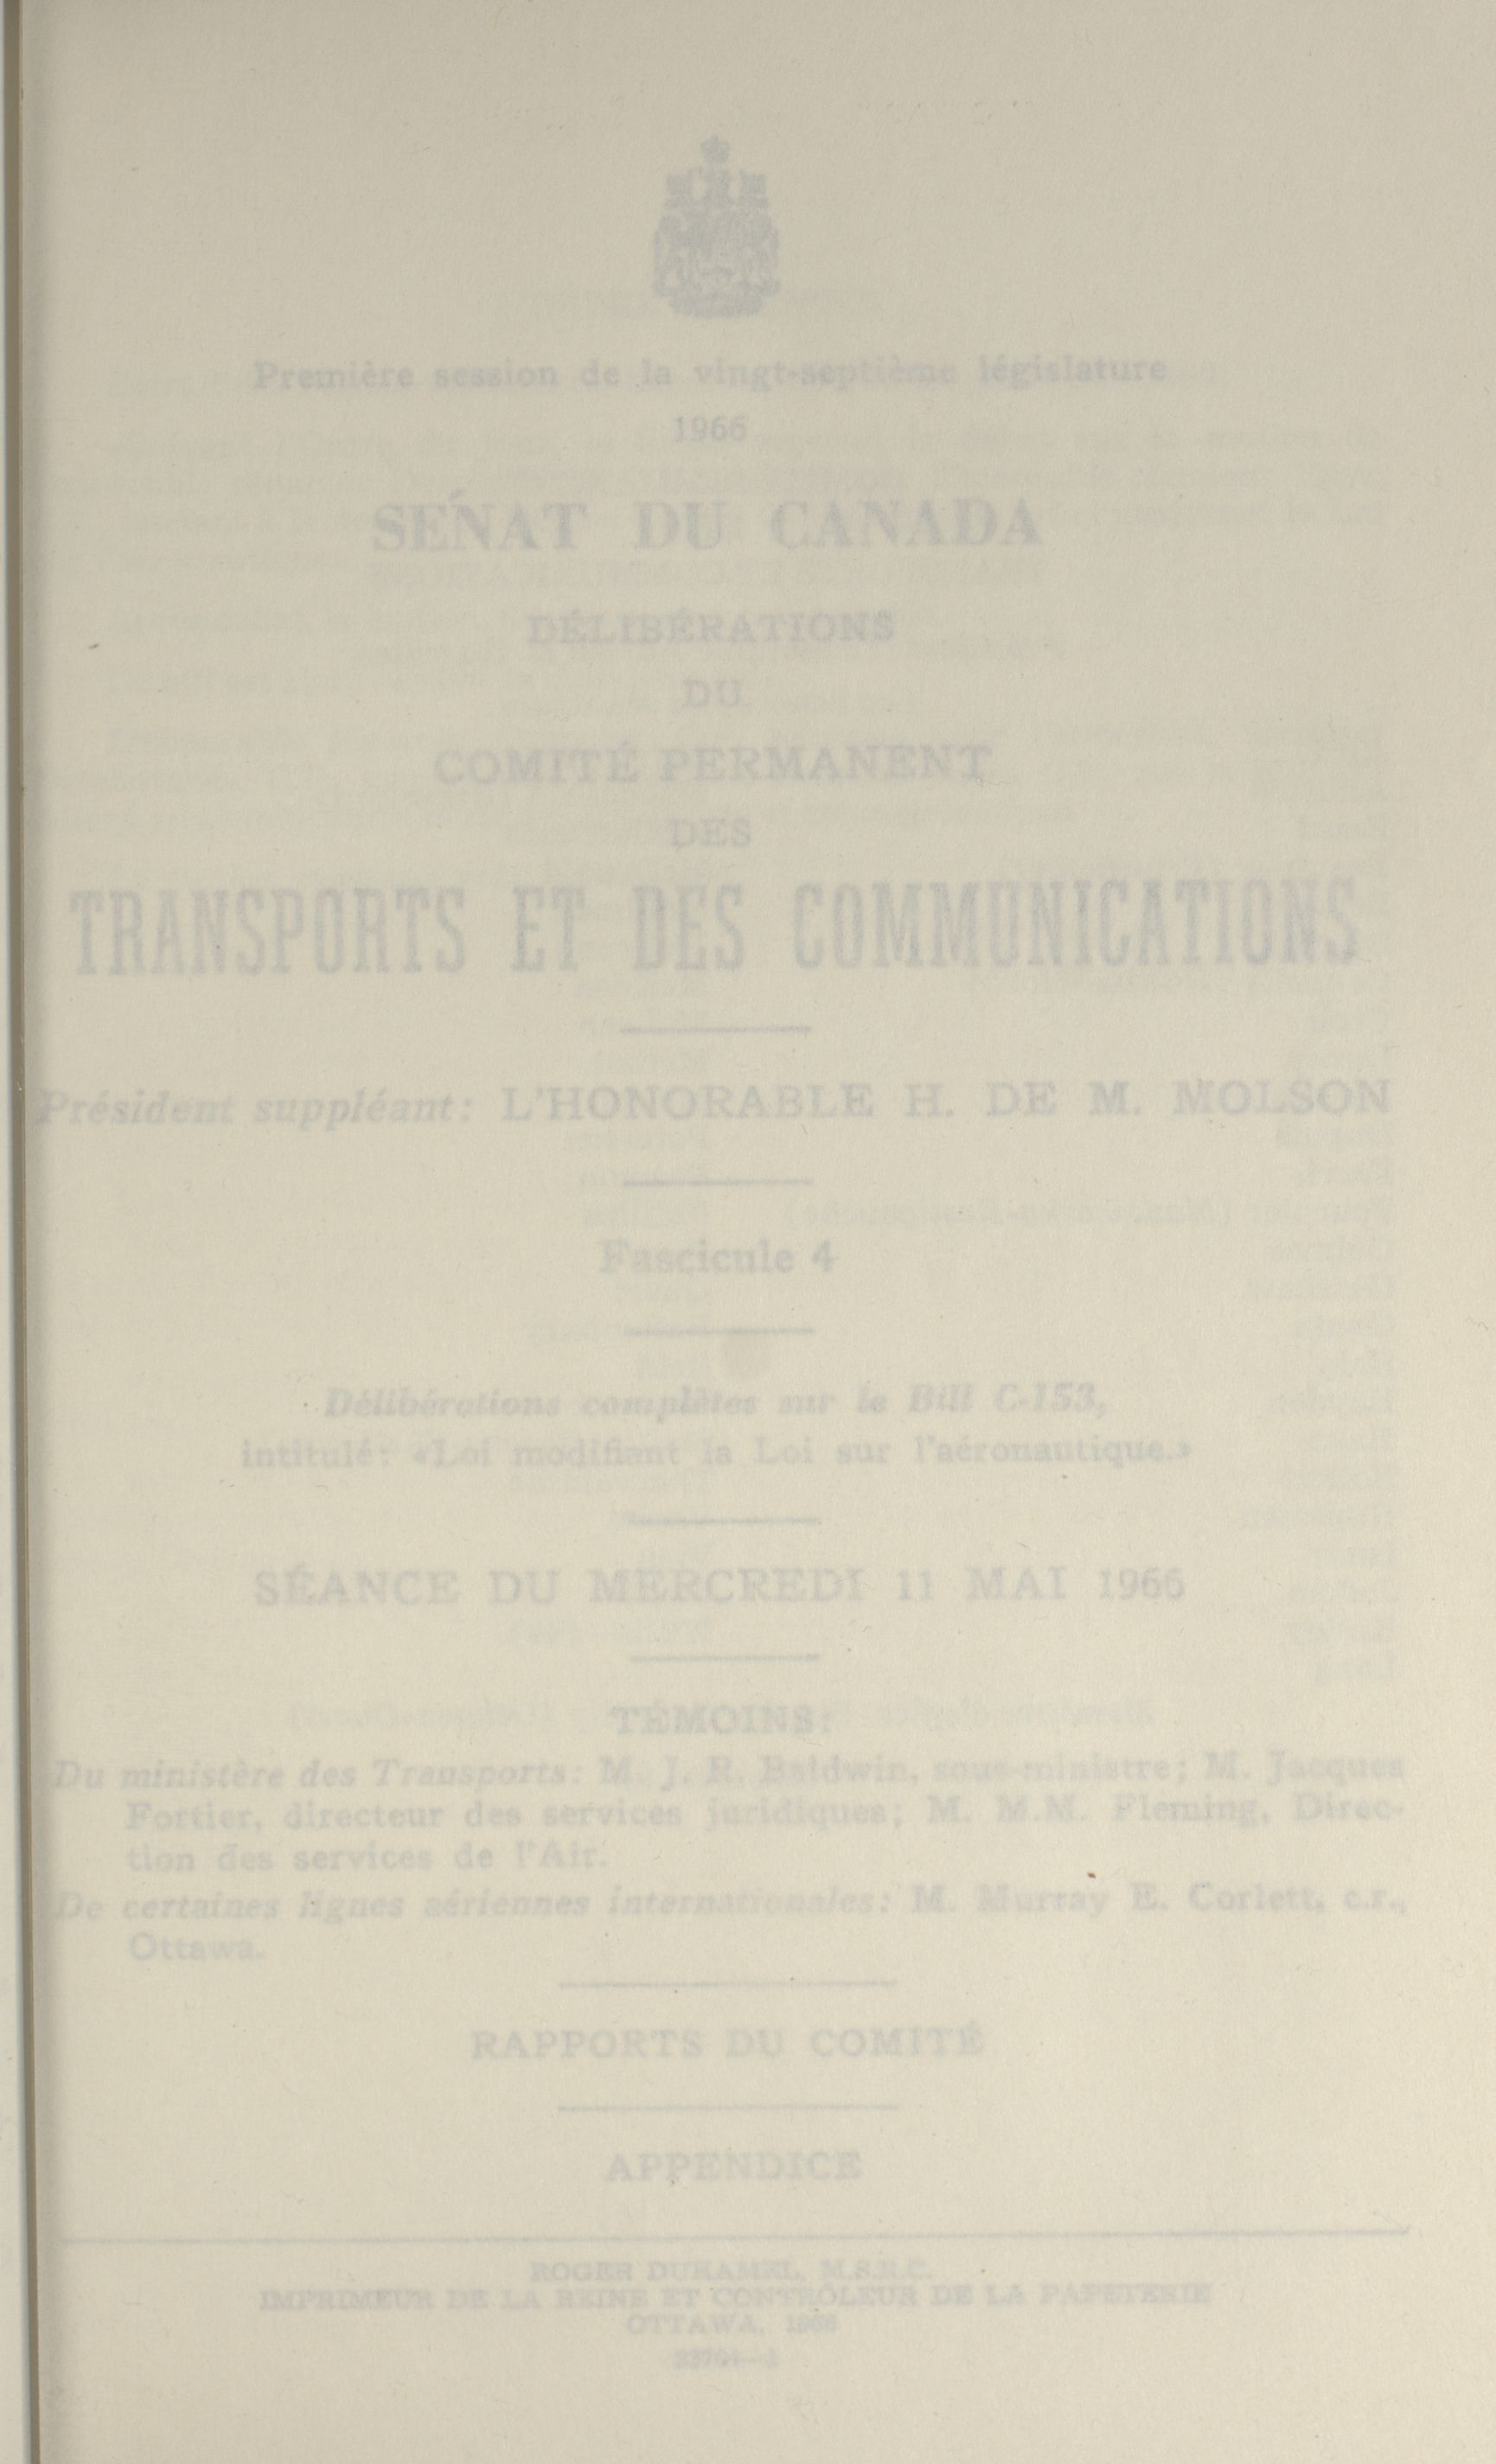 Première session de la vingt-septième législature
1966
SÉNAT DU CANADA
DÉLIBÉRATIONS
DU
COMITÉ PERMANENT
DES
TRANSPORTS ET DES COMMUNICATIONS
Président suppléant: L'HONORABLE H. DE M. MOLSON
Fascicule 4
Délibérations complètes sur le Bill C-153,
intitulé: «Loi modifiant la Loi sur l'aéronautique.»
SÉANCE DU MERCREDI 11 MAI 1966
TÉMOINS:
Du ministère des Transports: M. J. R. Baldwin, sous-ministre; M. Jacques
Fortier, directeur des services juridiques; M. M.M. Fleming, Direc-
tion des services de l'Air.
De certaines lignes aériennes internationales: M. Murray E. Corlett, c.r.,
Ottawa.
RAPPORTS DU COMITÉ
APPENDICE
ROGER DUHAMEL, M.S.R.C.
IMPRIMEUR DE LA REINE ET CONTRÔLEUR DE LA PAPETERIE
OTTAWA, 1966